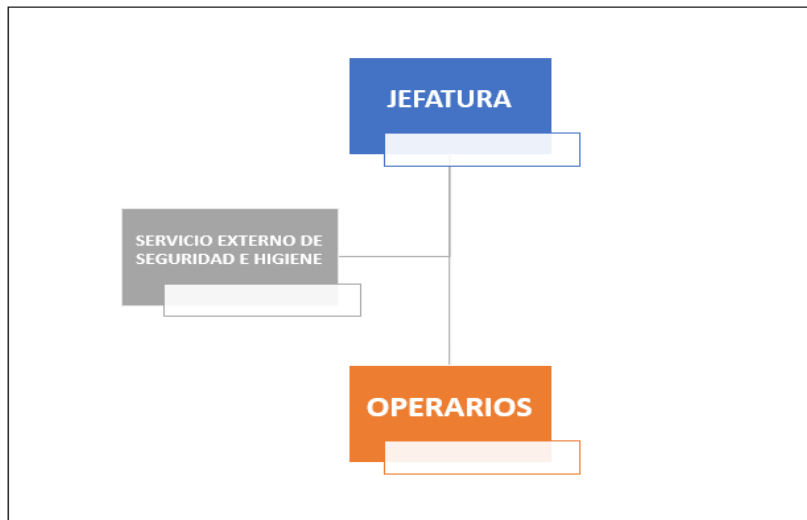 JEFATURA
SERVICIO EXTERNO DE
SEGURIDAD E HIGIENE
OPERARIOS